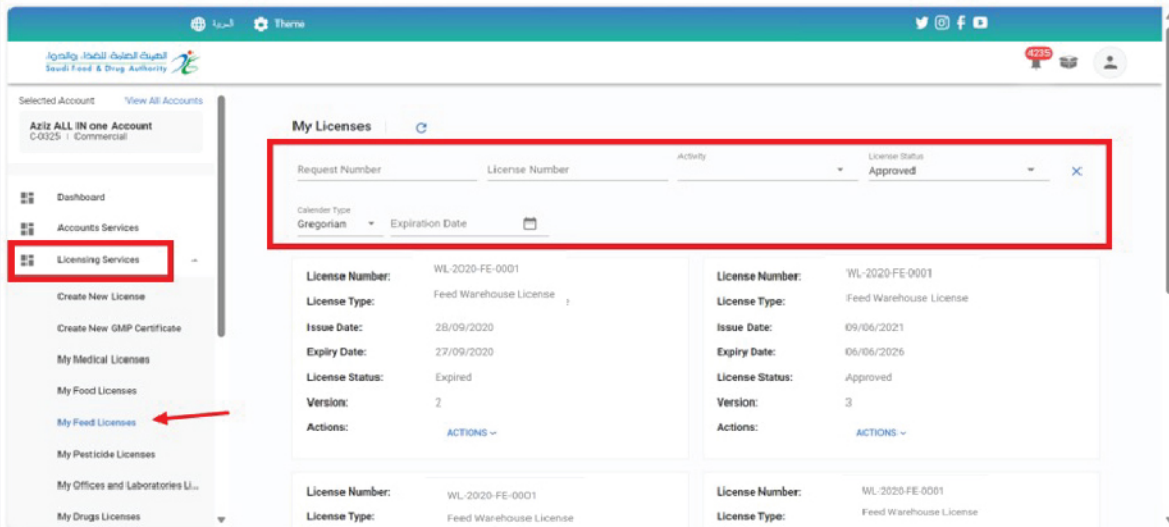 العربية Theme
4235
الهيئة العامة للغذاء والدواء
Saudi Food & Drug Authority
Selected Account View All Accounts
Aziz ALL IN one Account
C-0325 | Commercial
Dashboard
Accounts Services
Licensing Services
Create New License
Create New GMP Certificate
My Medical Licenses
My Food Licenses
My Feed Licenses
My Pesticide Licenses
My Offices and Laboratories Li...
My Drugs Licenses
My Licenses
Request Number License Number Activity License Status
Approved
Calender Type
Gregorian Expiration Date
License Number: WL-2020-FE-0001
License Type: Feed Warehouse License
Issue Date: 28/09/2020
Expiry Date: 27/09/2020
License Status: Expired
Version: 2
Actions: ACTIONS
License Number: WL-2020-FE-0001
License Type: Feed Warehouse License
Issue Date: 09/06/2021
Expiry Date: 06/06/2026
License Status: Approved
Version: 3
Actions: ACTIONS
License Number: WL-2020-FE-0001
License Type: Feed Warehouse License
License Number: WL-2020-FE-0001
License Type: Feed Warehouse License